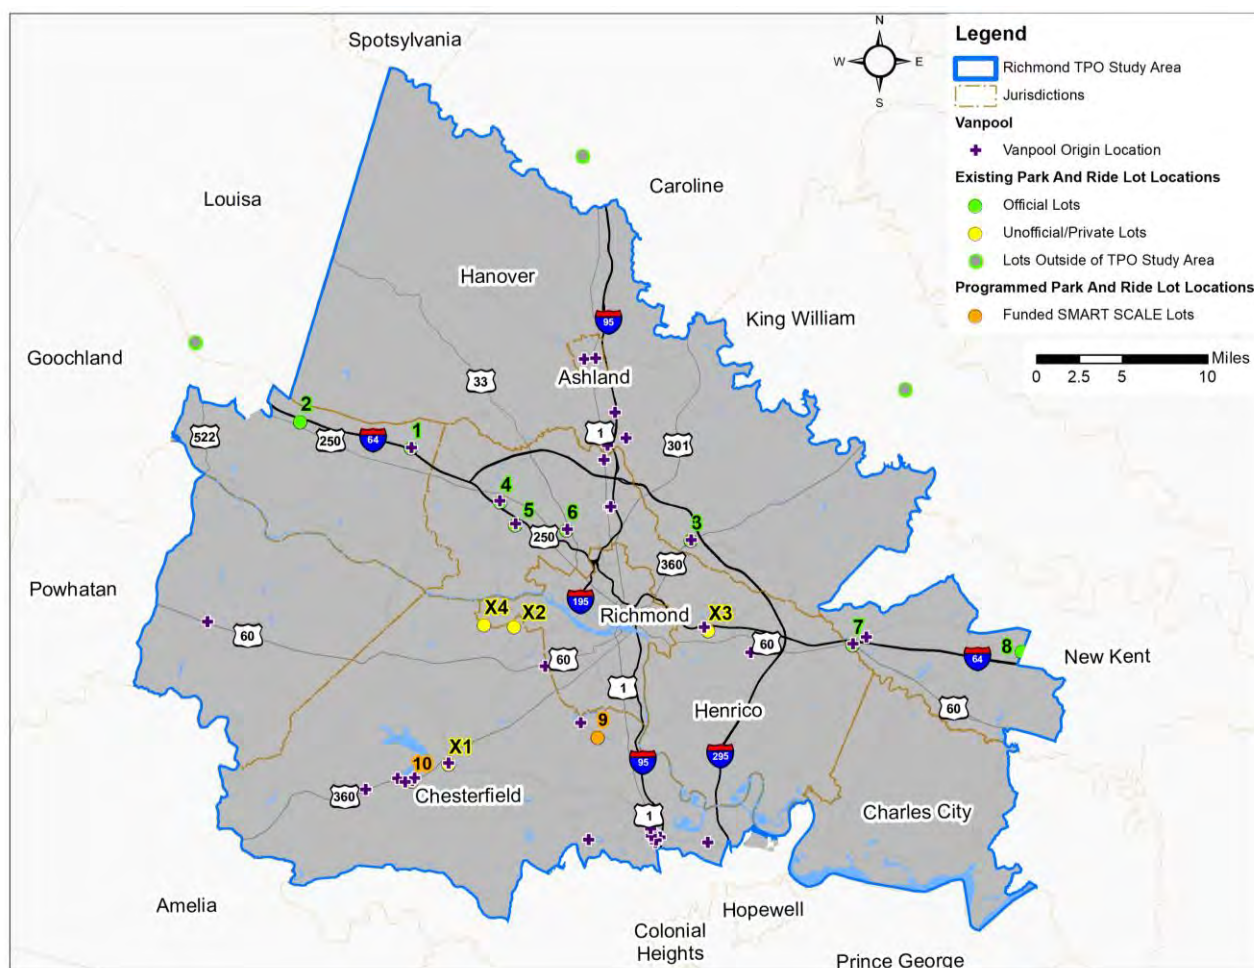 Spotsylvania
N
W
E
S
Legend
Richmond TPO Study Area
Jurisdictions
Vanpool
Vanpool Origin Location
Existing Park And Ride Lot Locations
Official Lots
Unofficial/Private Lots
Lots Outside of TPO Study Area
Programmed Park And Ride Lot Locations
Funded SMART SCALE Lots
Miles
0 2.5 5 10
Louisa
Caroline
Hanover
King William
95
Goochland
Ashland
33
2
1
522
250
64
1
301
4
5
6
250
3
360
Powhatan
195
Richmond
X4
X2
X3
7
8
60
60
60
New Kent
64
1
60
Henrico
9
X1
10
95
295
360
Chesterfield
1
Charles City
Amelia
Hopewell
Colonial
Heights
Prince George